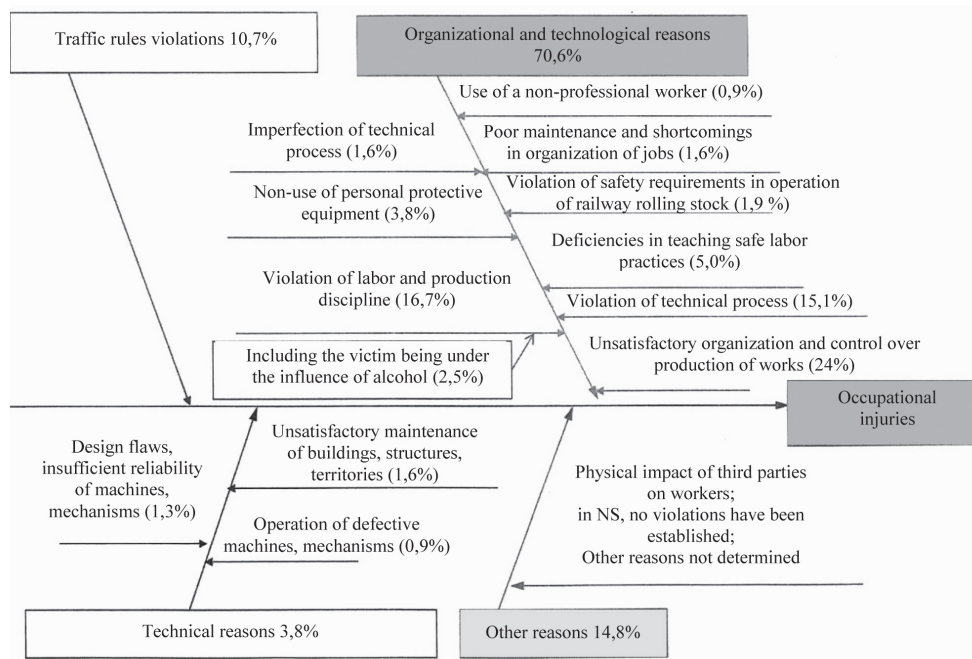 Traffic rules violations 10,7%
Organizational and technological reasons
70,6%
Use of a non-professional worker (0,9%)
Imperfection of technical
process (1,6%)
Poor maintenance and shortcomings
in organization of jobs (1,6%)
Non-use of personal protective
equipment (3,8%)
Violation of safety requirements in operation
of railway rolling stock (1,9 %)
Deficiencies in teaching safe labor
practices (5,0%)
Violation of labor and production
discipline (16,7%)
Violation of technical process (15,1%)
Including the victim being under
the influence of alcohol (2,5%)
Unsatisfactory organization and control over
production of works (24%)
Occupational
injuries
Design flaws,
insufficient reliability
of machines,
mechanisms (1,3%)
Unsatisfactory maintenance
of buildings, structures,
territories (1,6%)
Operation of defective
machines, mechanisms (0,9%)
Physical impact of third parties
on workers;
in NS, no violations have been
established;
Other reasons not determined
Technical reasons 3,8%
Other reasons 14,8%